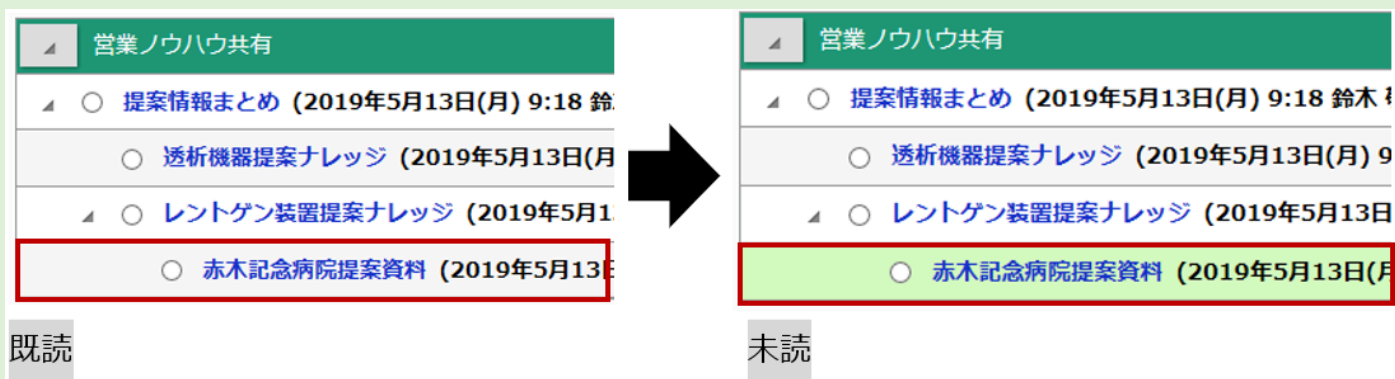 営業ノウハウ共有
提案情報まとめ (2019年5月13日(月) 9:18
透析機器提案ナレッジ (2019年5月13日(月
レントゲン装置提案ナレッジ (2019年5月1
赤木記念病院提案資料 (2019年5月13
既読
営業ノウハウ共有
提案情報まとめ (2019年5月13日(月) 9:18 鈴木
透析機器提案ナレッジ (2019年5月13日(月) 9
レントゲン装置提案ナレッジ (2019年5月13日
赤木記念病院提案資料 (2019年5月13日(月
未読